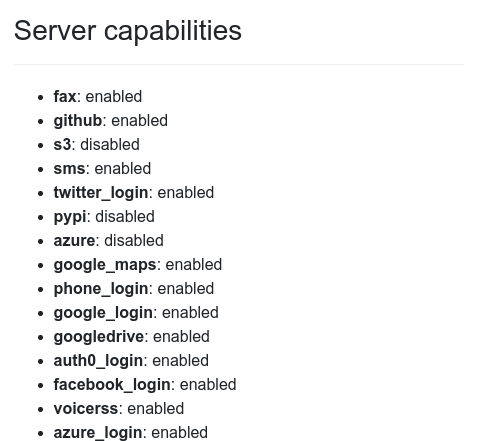 Server capabilities
fax: enabled
github: enabled
s3: disabled
sms: enabled
twitter_login: enabled
pypi: disabled
azure: disabled
google_maps: enabled
phone_login: enabled
google_login: enabled
googledrive: enabled
auth0_login: enabled
facebook_login: enabled
voicerss: enabled
azure_login: enabled